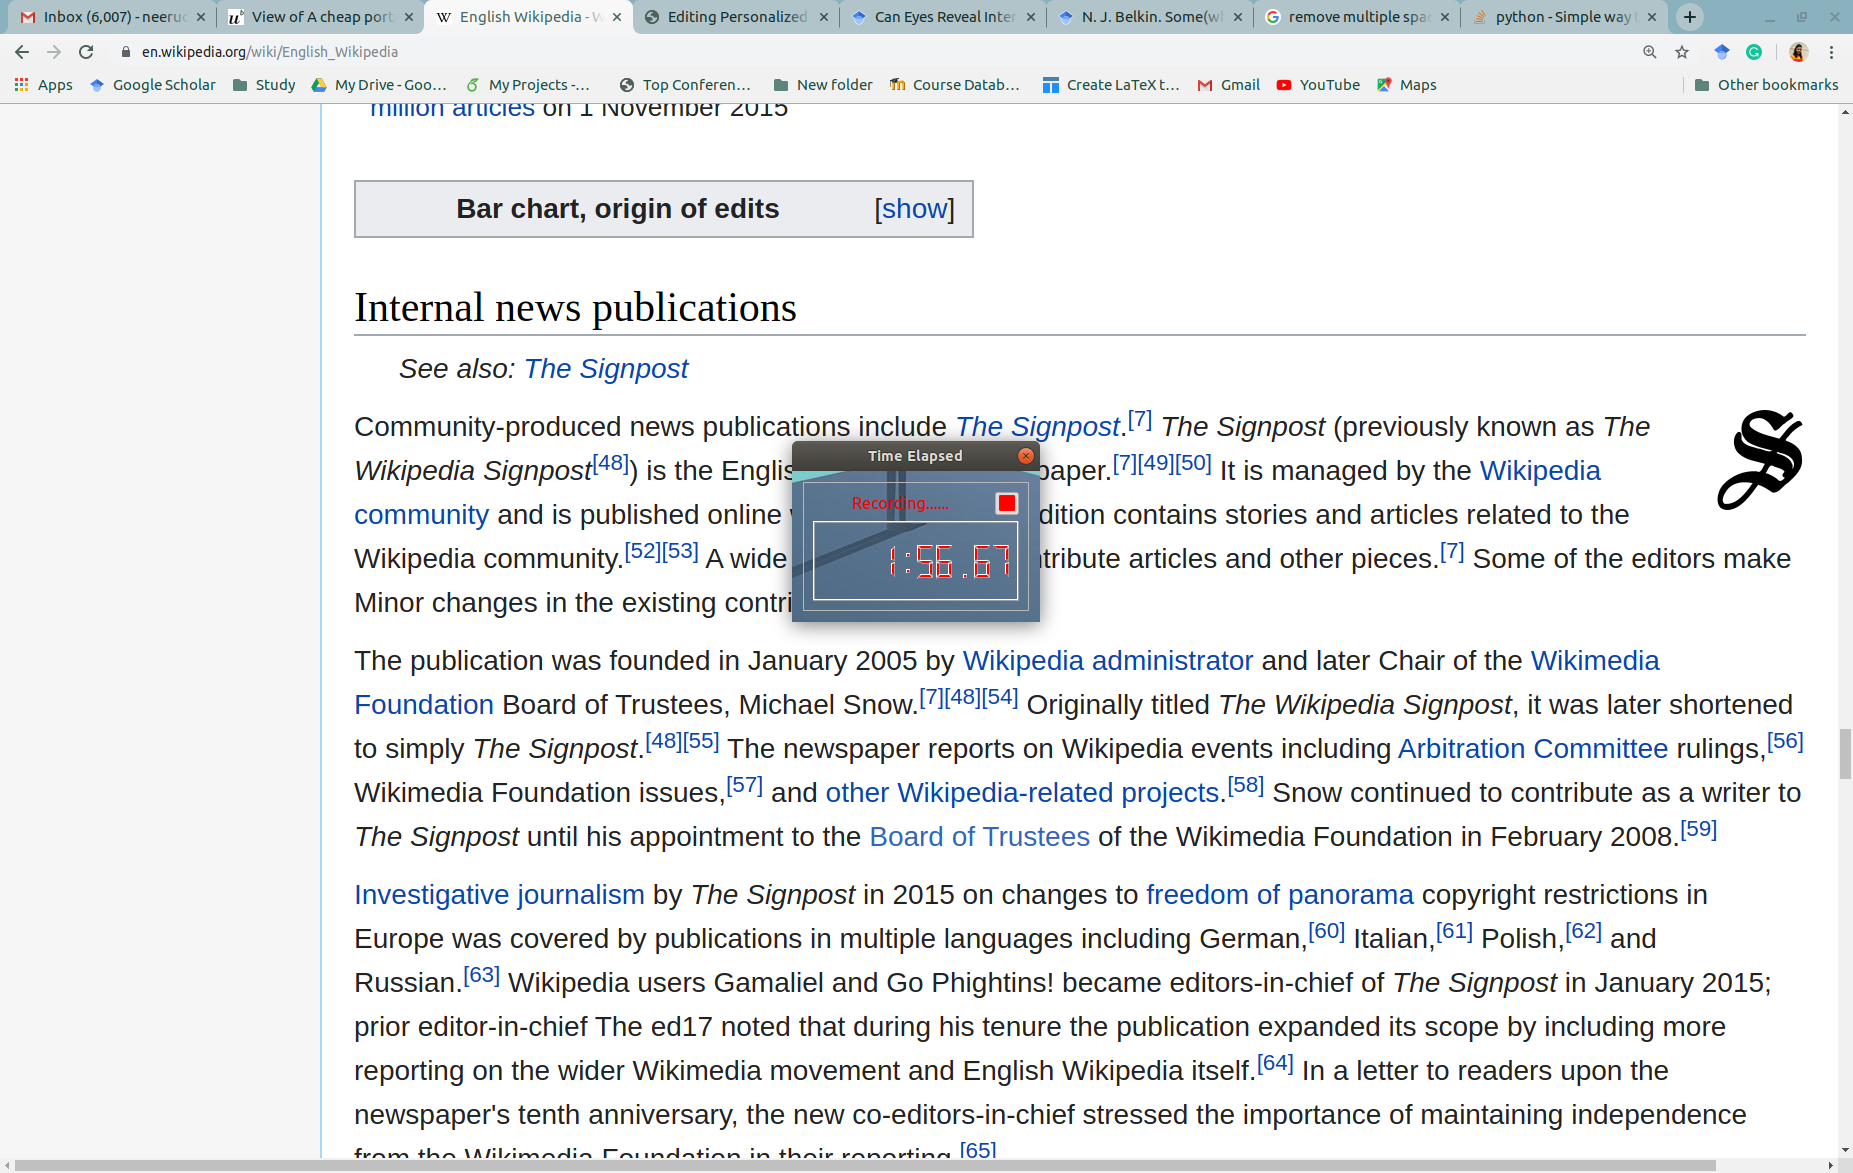 Inbox (6,007) - neeru
View of A cheap port
English Wikipedia - W
Editing Personalized
Can Eyes Reveal Inter
N. J. Belkin. Some(wh
remove multiple spac
python - Simple way t
en.wikipedia.org/wiki/English_Wikipedia
Apps
Google Scholar
Study
My Drive - Goo...
My Projects -...
Top Conferen...
New folder
Course Datab...
Create LaTeX t...
Gmail
YouTube
Maps
Other bookmarks
million articles on 1 November 2015
Bar chart, origin of edits [show]
Internal news publications
See also: The Signpost
Community-produced news publications include The Signpost.[7] The Signpost (previously known as The
Wikipedia Signpost[48]) is the Englis paper.[7][49][50] It is managed by the Wikipedia
community and is published online dition contains stories and articles related to the
Wikipedia community.[52][53] A wide tribute articles and other pieces.[7] Some of the editors make
Minor changes in the existing contri
Time Elapsed
Recording......
1:56.67
The publication was founded in January 2005 by Wikipedia administrator and later Chair of the Wikimedia
Foundation Board of Trustees, Michael Snow.[7][48][54] Originally titled The Wikipedia Signpost, it was later shortened
to simply The Signpost.[48][55] The newspaper reports on Wikipedia events including Arbitration Committee rulings,[56]
Wikimedia Foundation issues,[57] and other Wikipedia-related projects.[58] Snow continued to contribute as a writer to
The Signpost until his appointment to the Board of Trustees of the Wikimedia Foundation in February 2008.[59]
Investigative journalism by The Signpost in 2015 on changes to freedom of panorama copyright restrictions in
Europe was covered by publications in multiple languages including German,[60] Italian,[61] Polish,[62] and
Russian.[63] Wikipedia users Gamaliel and Go Phightins! became editors-in-chief of The Signpost in January 2015;
prior editor-in-chief The ed17 noted that during his tenure the publication expanded its scope by including more
reporting on the wider Wikimedia movement and English Wikipedia itself.[64] In a letter to readers upon the
newspaper's tenth anniversary, the new co-editors-in-chief stressed the importance of maintaining independence
from the Wikimedia Foundation in their reporting.[65]